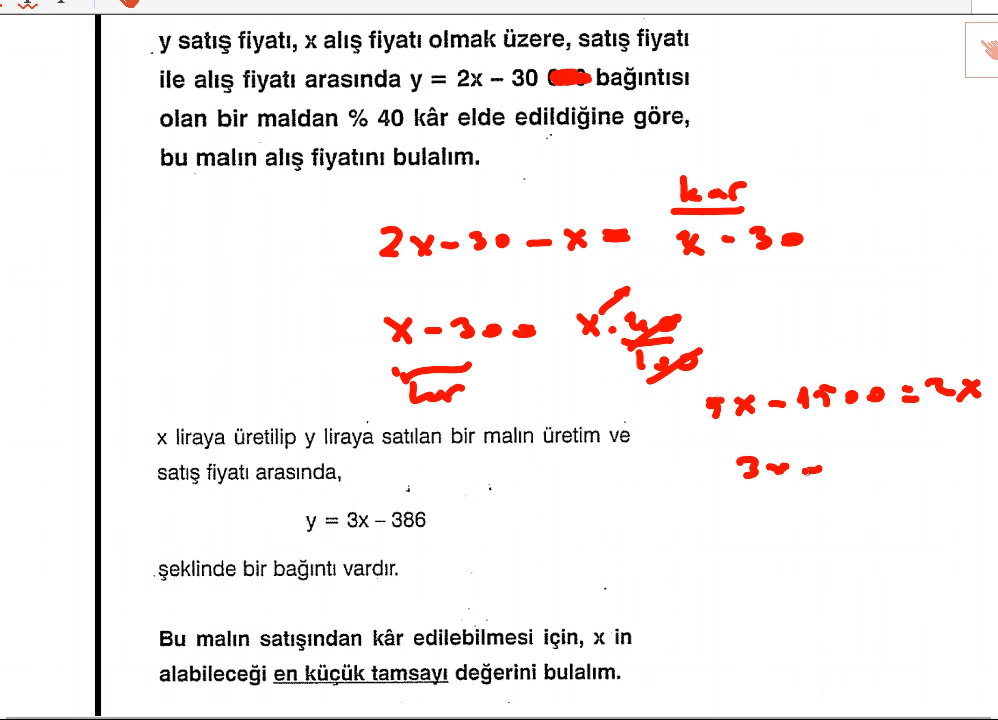 y satış fiyatı, x alış fiyatı olmak üzere, satış fiyatı
ile alış fiyatı arasında y = 2x – 30 bağıntısı
olan bir maldan % 40 kâr elde edildiğine göre,
bu malın alış fiyatını bulalım.
kar
2x - 30 - x = x - 30
x - 300 x . 40/100
kar
5x - 1500 = 2x
3x =
x liraya üretilip y liraya satılan bir malın üretim ve
satış fiyatı arasında,
y = 3x – 386
şeklinde bir bağıntı vardır.
Bu malın satışından kâr edilebilmesi için, x in
alabileceği en küçük tamsayı değerini bulalım.